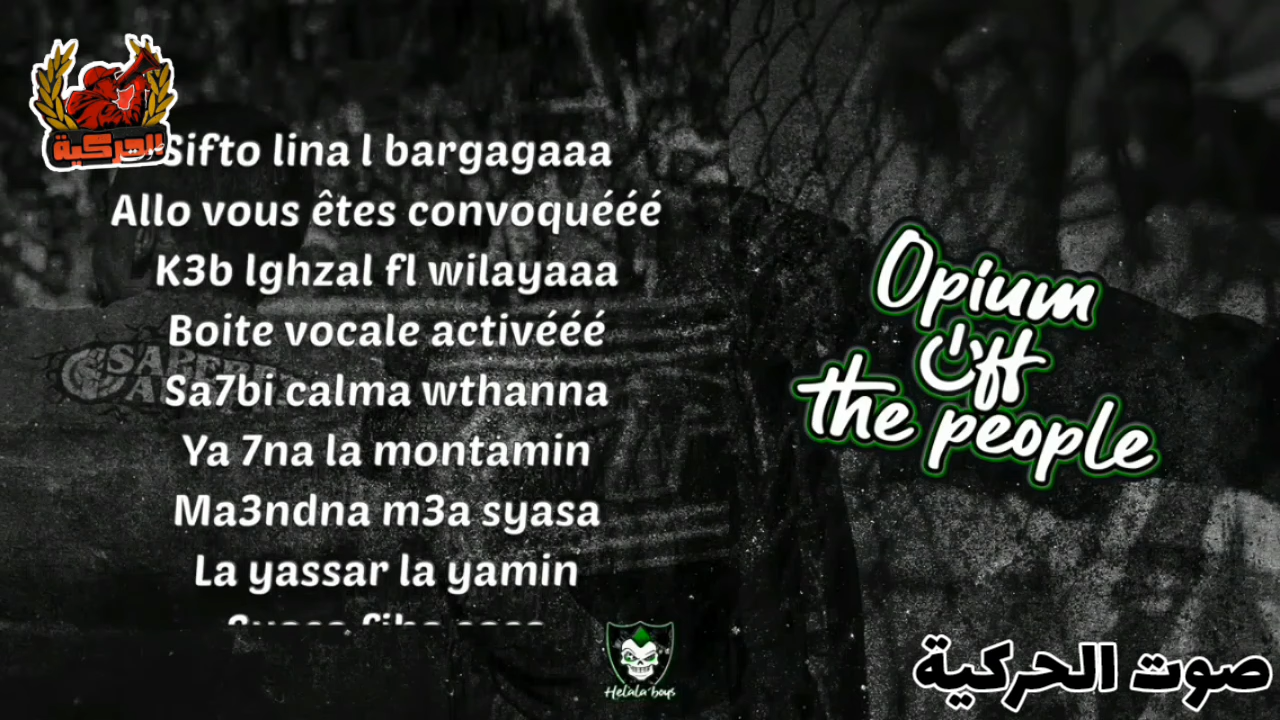 الحركية
Sifto lina l bargagaaa
Allo vous êtes convoquééé
K3b lghzal fl wilayaaa
Boite vocale activééé
Sa7bi calma wthanna
Ya 7na la montamin
Ma3ndna m3a syasa
La yassar la yamin
Opium
Off
the people
Helala boys
صوت الحركية